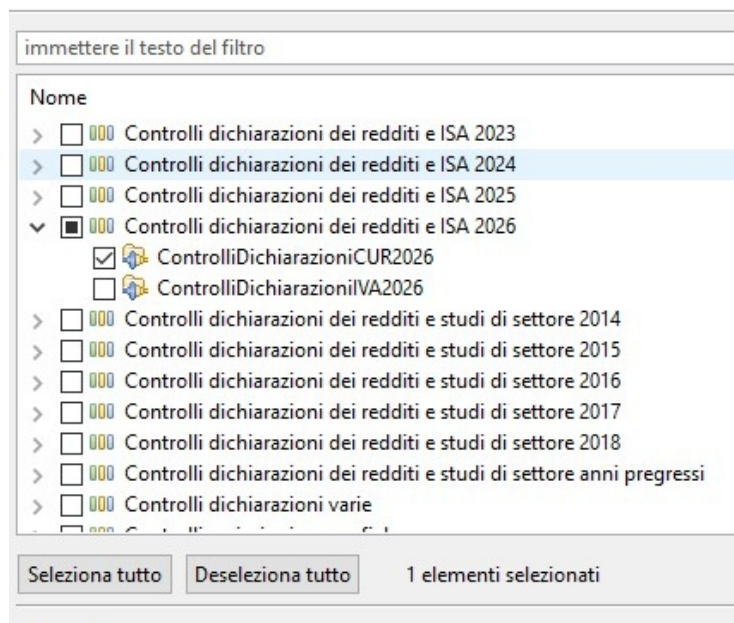 immettere il testo del filtro
Nome
Controlli dichiarazioni dei redditi e ISA 2023
Controlli dichiarazioni dei redditi e ISA 2024
Controlli dichiarazioni dei redditi e ISA 2025
Controlli dichiarazioni dei redditi e ISA 2026
ControlliDichiarazioniCUR2026
ControlliDichiarazioniIVA2026
Controlli dichiarazioni dei redditi e studi di settore 2014
Controlli dichiarazioni dei redditi e studi di settore 2015
Controlli dichiarazioni dei redditi e studi di settore 2016
Controlli dichiarazioni dei redditi e studi di settore 2017
Controlli dichiarazioni dei redditi e studi di settore 2018
Controlli dichiarazioni dei redditi e studi di settore anni pregressi
Controlli dichiarazioni varie
Seleziona tutto Deseleziona tutto 1 elementi selezionati